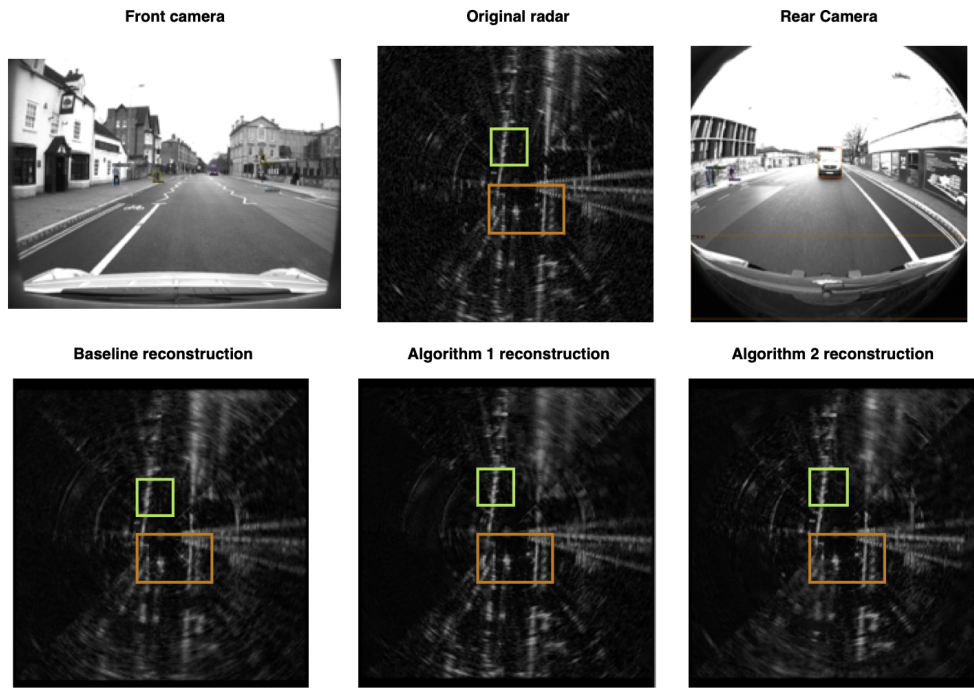 Front camera
Original radar
Rear Camera
Baseline reconstruction
Algorithm 1 reconstruction
Algorithm 2 reconstruction